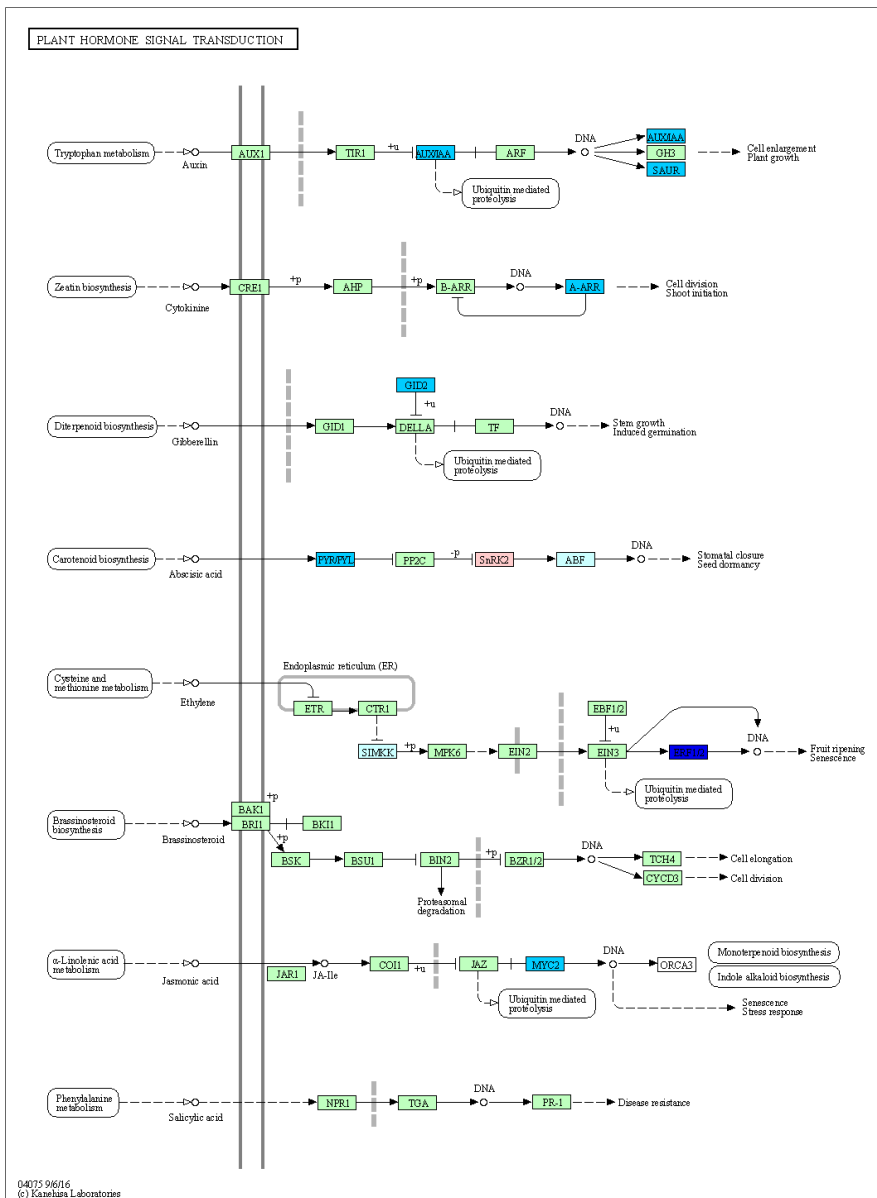 PLANT HORMONE SIGNAL TRANSDUCTION
Tryptophan metabolism
Auxin
AUX1
TIR1
+u
AUX/IAA
ARF
DNA
AUX/IAA
GH3
SAUR
Cell enlargement
Plant growth
Ubiquitin mediated
proteolysis
Zeatin biosynthesis
Cytokinine
CRE1
+p
AHP
+p
B-ARR
DNA
A-ARR
Cell division
Shoot initiation
GID2
+u
Diterpenoid biosynthesis
Gibberellin
GID1
DELLA
TF
DNA
Stem growth
Induced germination
Ubiquitin mediated
proteolysis
Carotenoid biosynthesis
Abscisic acid
PYR/PYL
PP2C
-p
SnRK2
ABF
DNA
Stomatal closure
Seed dormancy
Cysteine and
methionine metabolism
Ethylene
Endoplasmic reticulum (ER)
ETR
CTR1
SIMKK
+p
MPK6
EIN2
EBF1/2
+u
EIN3
DNA
Fruit ripening
Senescence
Ubiquitin mediated
proteolysis
Brassinosteroid
biosynthesis
Brassinosteroid
+p
BAK1
BRI1
BKI1
+p
BSK
BSU1
BIN2
+p
BZR1/2
DNA
TCH4
Cell elongation
CYCD3
Cell division
Proteasomal
degradation
α-Linolenic acid
metabolism
Jasmonic acid
JAR1
JA-Ile
COI1
+u
JAZ
MYC2
DNA
ORCA3
Monoterpenoid biosynthesis
Indole alkaloid biosynthesis
Ubiquitin mediated
proteolysis
Senescence
Stress response
Phenylalanine
metabolism
Salicylic acid
NPR1
TGA
DNA
PR-1
Disease resistance
04075 9/6/16
(c) Kanehisa Laboratories